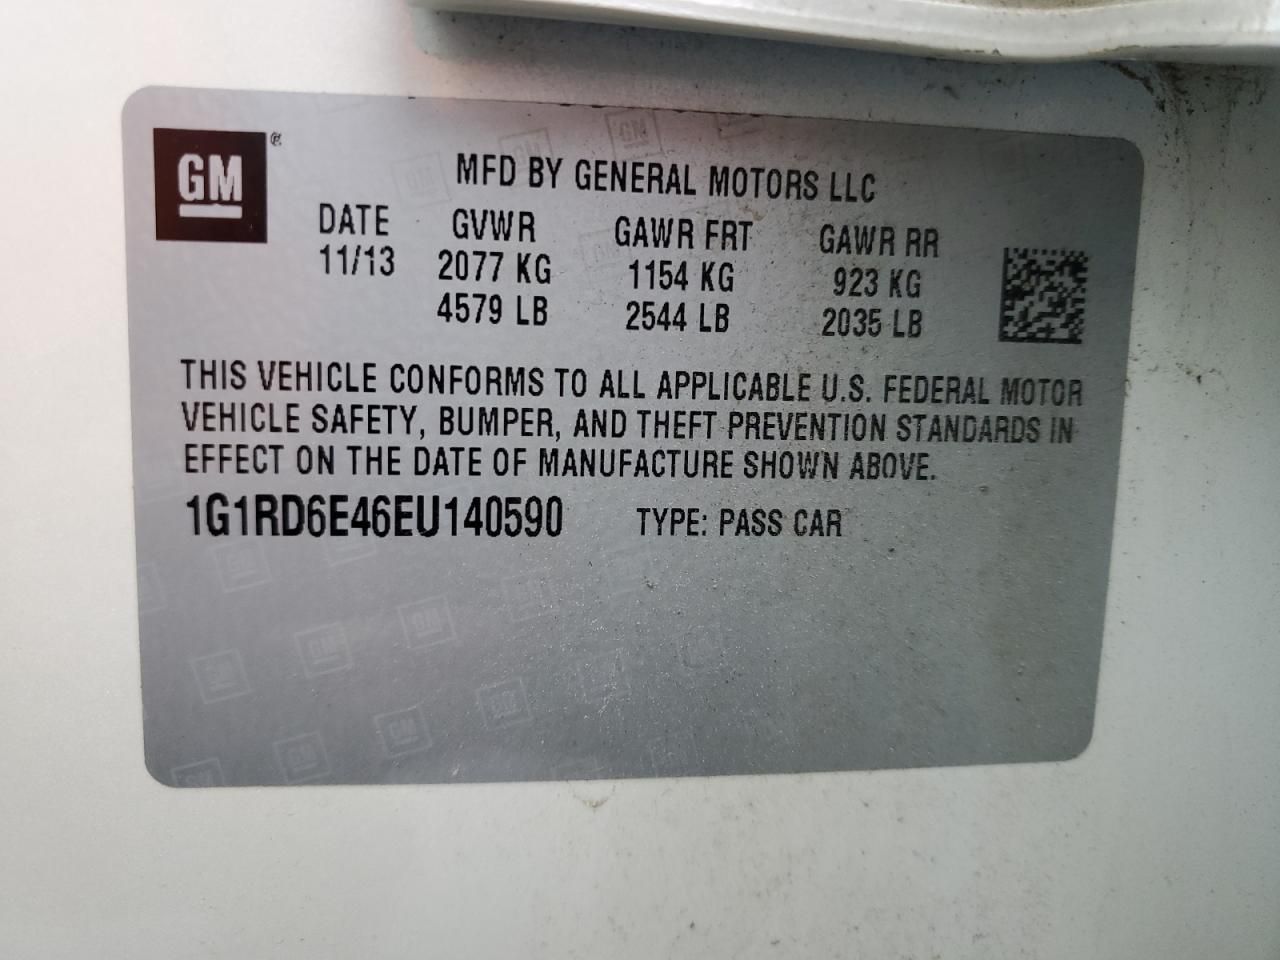 GM ®
MFD BY GENERAL MOTORS LLC
DATE GVWR GAWR FRT GAWR RR
11/13 2077 KG 1154 KG 923 KG
4579 LB 2544 LB 2035 LB
THIS VEHICLE CONFORMS TO ALL APPLICABLE U.S. FEDERAL MOTOR
VEHICLE SAFETY, BUMPER, AND THEFT PREVENTION STANDARDS IN
EFFECT ON THE DATE OF MANUFACTURE SHOWN ABOVE.
1G1RD6E46EU140590 TYPE: PASS CAR